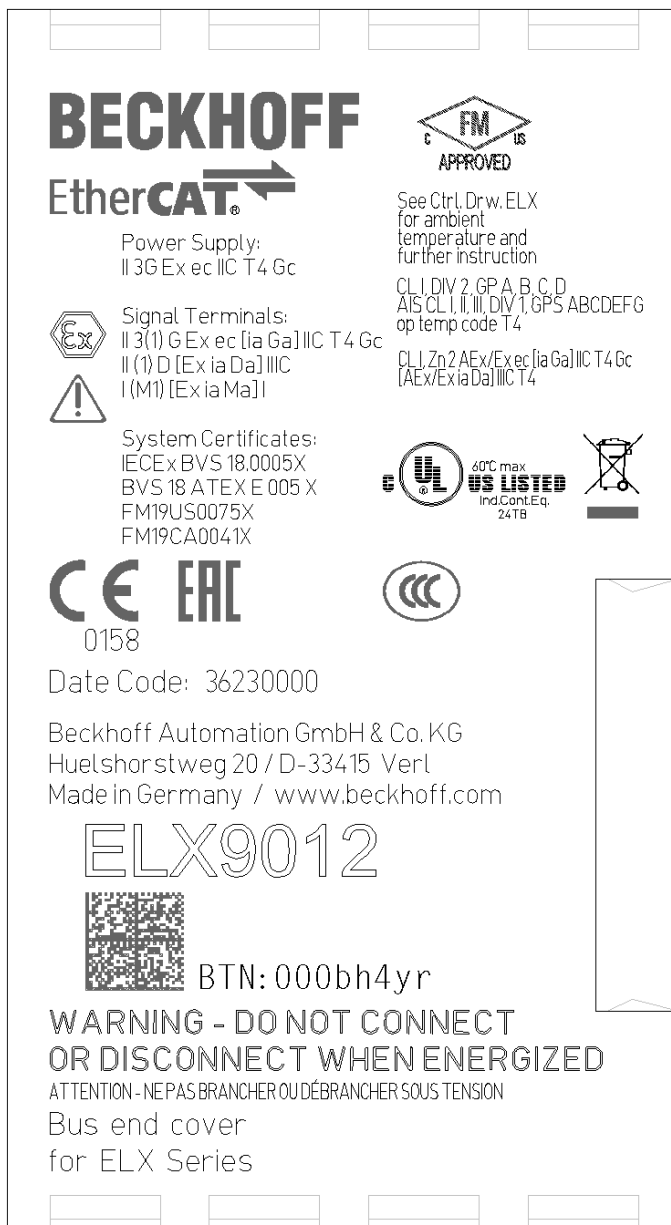 BECKHOFF
EtherCAT®
Power Supply:
II 3G Ex ec IIC T4 Gc
Ex
Signal Terminals:
II 3(1) G Ex ec [ia Ga] IIC T4 Gc
II (1) D [Ex ia Da] IIIC
I (M1) [Ex ia Ma] I
System Certificates:
IECEx BVS 18.0005X
BVS 18 ATEX E 005 X
FM19US0075X
FM19CA0041X
C FM US
APPROVED
See Ctrl. Drw. ELX
for ambient
temperature and
further instruction
CL I, DIV 2, GP A, B, C, D
AIS CL I, II, III, DIV 1, GPS ABCDEFG
op temp code T4
CL I, Zn 2 AEx/Ex ec [ia Ga] IIC T4 Gc
[AEx/Ex ia Da] IIIC T4
C UL ® 60°C max
US LISTED
Ind.Cont.Eq.
24TB
CE EAC CCC
0158
Date Code: 36230000
Beckhoff Automation GmbH & Co. KG
Huelshorstweg 20 / D-33415 Verl
Made in Germany / www.beckhoff.com
ELX9012
BTN: 000bh4yr
WARNING - DO NOT CONNECT
OR DISCONNECT WHEN ENERGIZED
ATTENTION - NE PAS BRANCHER OU DÉBRANCHER SOUS TENSION
Bus end cover
for ELX Series